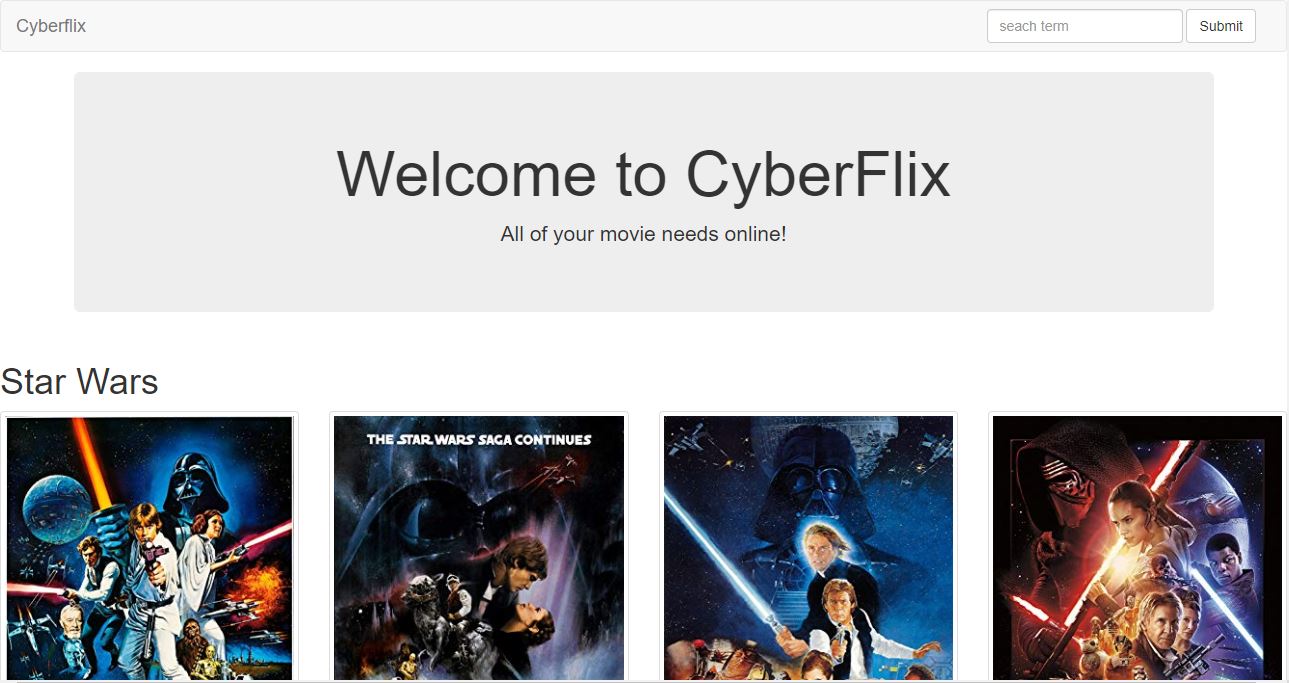 Cyberflix
seach term
Submit
Welcome to CyberFlix
All of your movie needs online!
Star Wars
THE STAR WARS SAGA CONTINUES